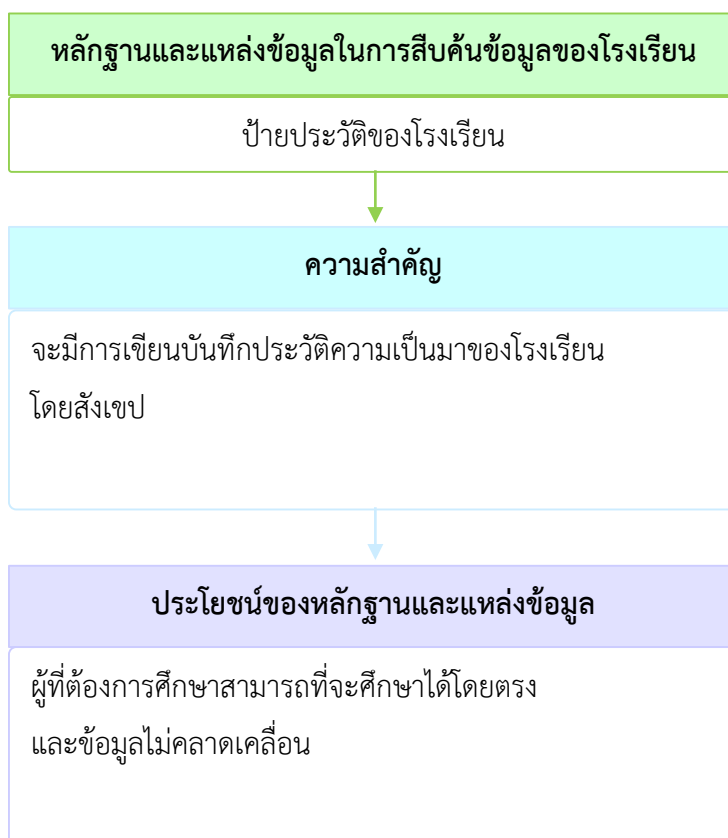 หลักฐานและแหล่งข้อมูลในการสืบค้นข้อมูลของโรงเรียน
ป้ายประวัติของโรงเรียน
ความสำคัญ
จะมีการเขียนบันทึกประวัติความเป็นมาของโรงเรียน
โดยสังเขป
ประโยชน์ของหลักฐานและแหล่งข้อมูล
ผู้ที่ต้องการศึกษาสามารถที่จะศึกษาได้โดยตรง
และข้อมูลไม่คลาดเคลื่อน